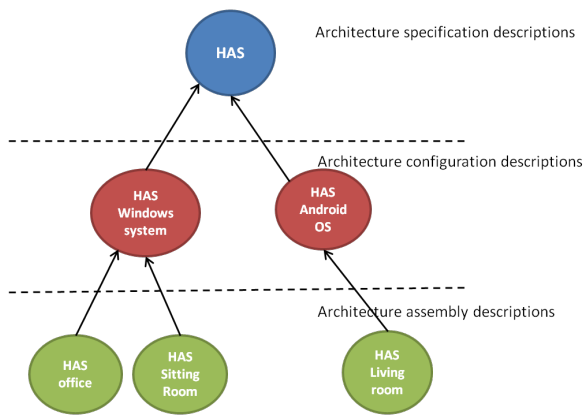 Architecture specification descriptions
HAS
Architecture configuration descriptions
HAS
Windows
system
HAS
Android
OS
Architecture assembly descriptions
HAS
office
HAS
Sitting
Room
HAS
Living
room